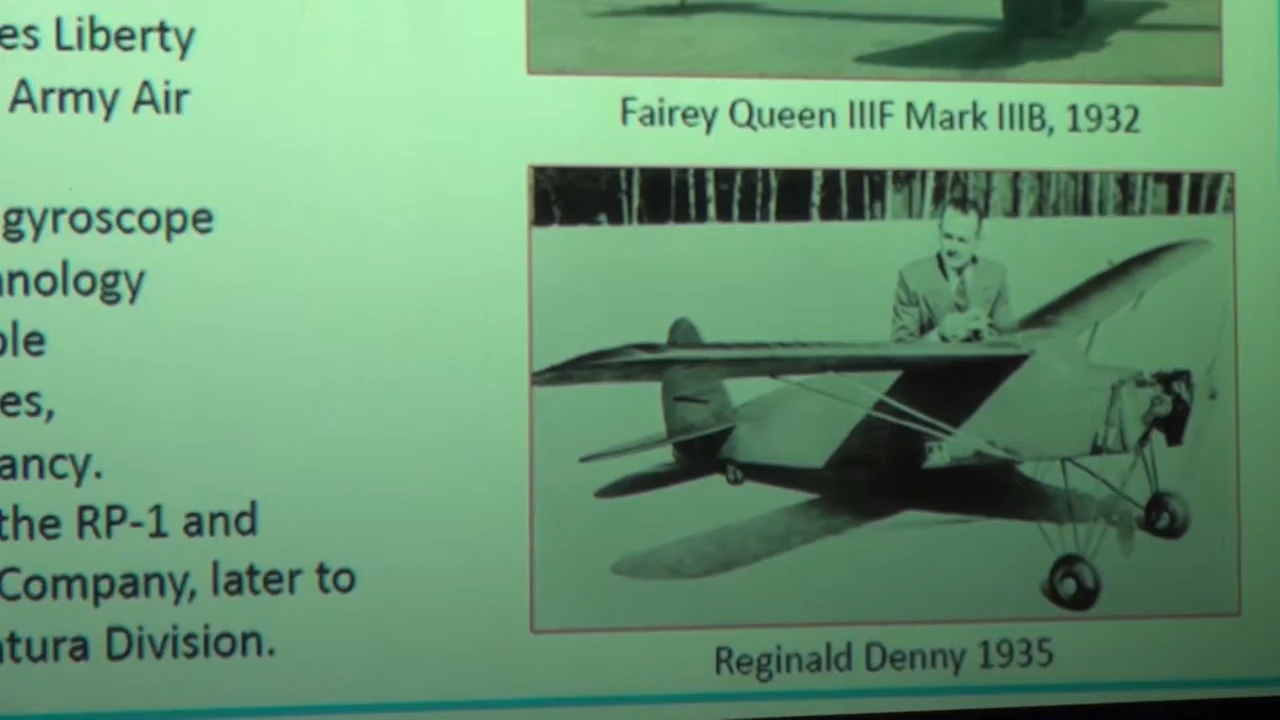 es Liberty
Army Air
gyroscope
nology
ole
es,
ancy.
the RP-1 and
Company, later to
tura Division.
Fairey Queen IIIF Mark IIIB, 1932
Reginald Denny 1935